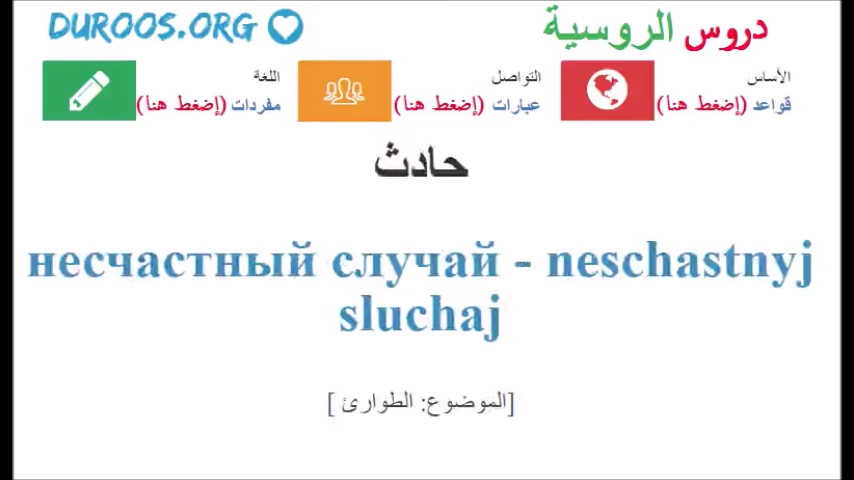 DUROOS.ORG
دروس الروسية
الأساس
قواعد (إضغط هنا)
التواصل
عبارات (إضغط هنا)
اللغة
مفردات (إضغط هنا)
حادث
несчастный случай - neschastnyj
sluchaj
[الموضوع: الطوارئ ]